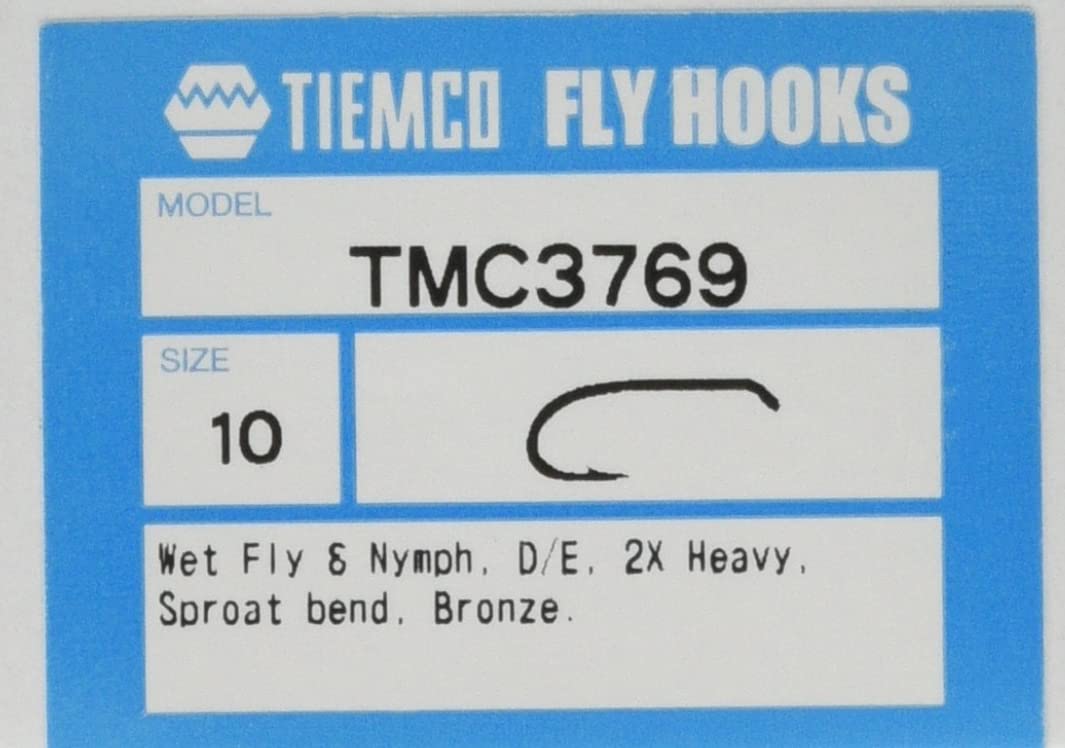 TIEMCO FLY HOOKS
MODEL
TMC3769
SIZE
10
Wet Fly & Nymph, D/E, 2X Heavy,
Sproat bend, Bronze.